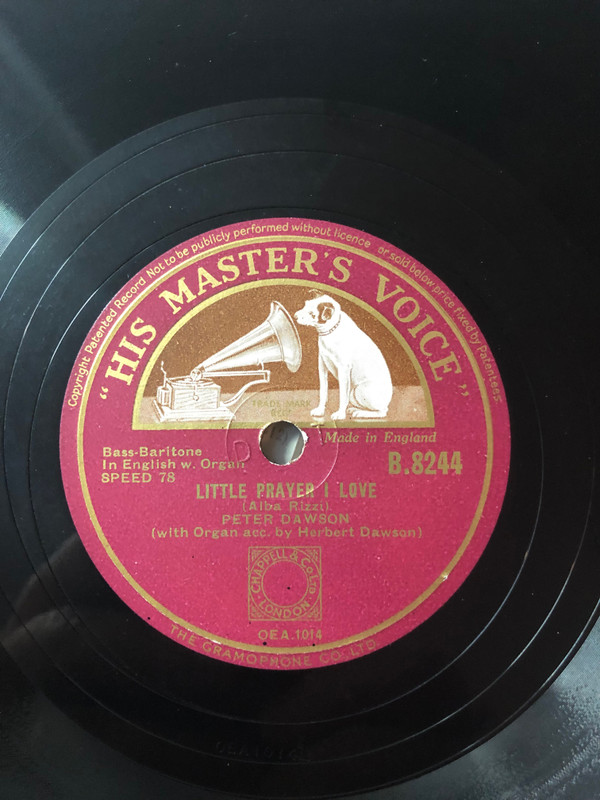 Copyright Patented Record Not to be publicly performed without licence or sold below price fixed by Patentees.
"HIS MASTER'S VOICE"
TRADE MARK
Made in England
Bass-Baritone
In English w. Organ
SPEED 78
B.8244
LITTLE PRAYER I LOVE
(Alba Rizzi)
PETER DAWSON
(with Organ acc. by Herbert Dawson)
CHAPPELL & CO LTD
LONDON
OEA.1014
THE GRAMOPHONE CO. LTD.